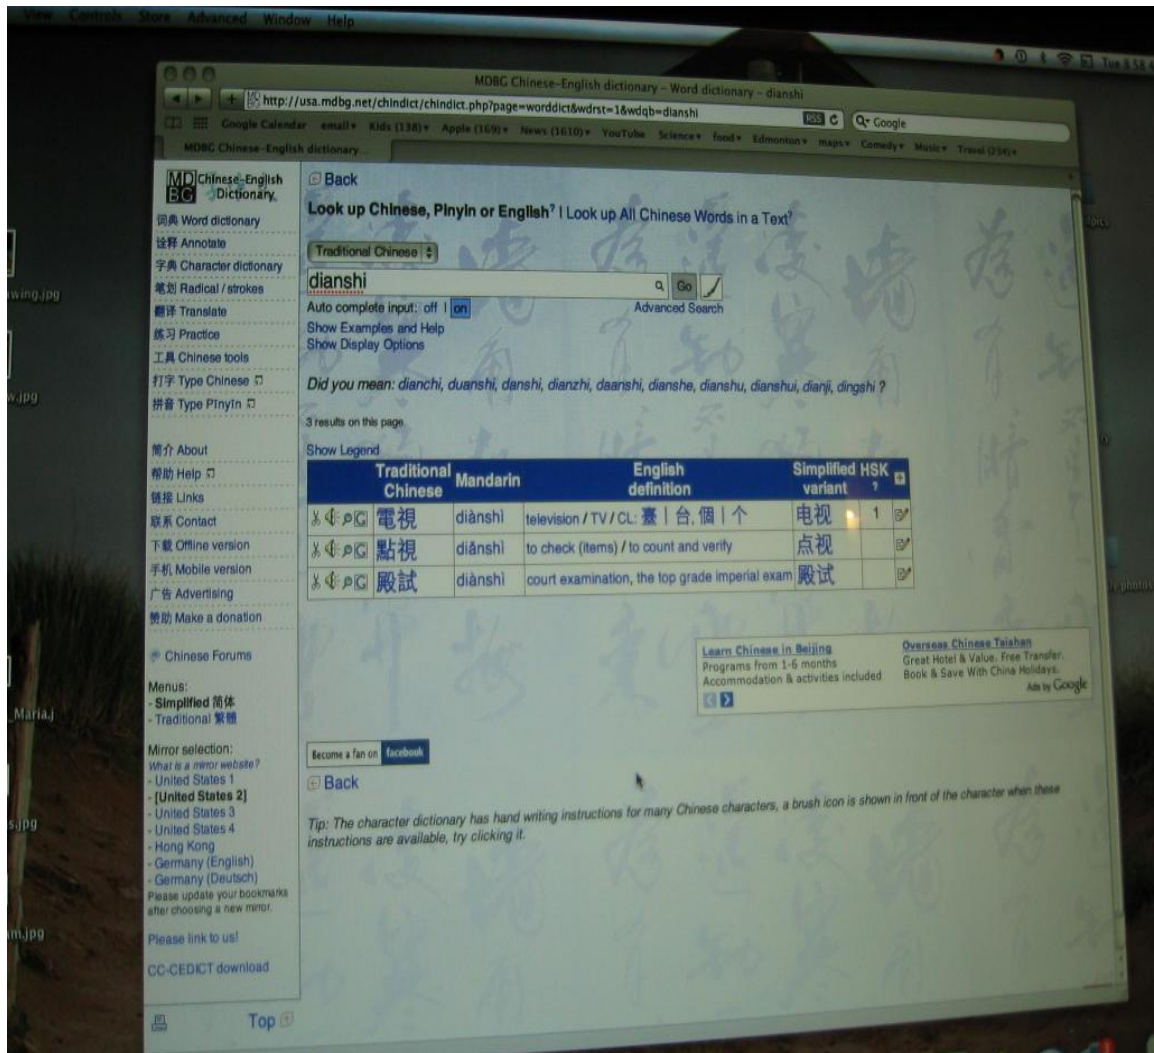 View Controls Store Advanced Window Help
Tue 8:58
MDBG Chinese-English dictionary - Word dictionary - dianshi
http://usa.mdbg.net/chindict/chindict.php?page=worddict&wdrst=1&wdqb=dianshi
RSS
Google
Google Calendar email Kids (138) Apple (169) News (1610) YouTube Science food Edmonton maps Comedy Music Travel (254)
MDBG Chinese-English dictionary...
MD BG Chinese-English Dictionary
词典 Word dictionary
诠释 Annotate
字典 Character dictionary
笔划 Radical / strokes
翻译 Translate
练习 Practice
工具 Chinese tools
打字 Type Chinese
拼音 Type Pinyin
简介 About
帮助 Help
链接 Links
联系 Contact
下载 Offline version
手机 Mobile version
广告 Advertising
赞助 Make a donation
Chinese Forums
Menus:
- Simplified 简体
- Traditional 繁體
Mirror selection:
What is a mirror website?
- United States 1
- [United States 2]
- United States 3
- United States 4
- Hong Kong
- Germany (English)
- Germany (Deutsch)
Please update your bookmarks
after choosing a new mirror.
Please link to us!
CC-CEDICT download
Top
Back
Look up Chinese, Pinyin or English? | Look up All Chinese Words in a Text?
Traditional Chinese
dianshi
Go
Auto complete input: off | on
Advanced Search
Show Examples and Help
Show Display Options
Did you mean: dianchi, duanshi, danshi, dianzhi, daanshi, dianshe, dianshu, dianshui, dianji, dingshi ?
3 results on this page
Show Legend
Traditional Chinese Mandarin English definition Simplified variant HSK ?
電視 diànshì television / TV / CL: 臺|台, 個|个 电视 1
點視 diǎnshì to check (items) / to count and verify 点视
殿試 diànshì court examination, the top grade imperial exam 殿试
Learn Chinese in Beijing
Programs from 1-6 months
Accommodation & activities included
Overseas Chinese Taishan
Great Hotel & Value. Free Transfer.
Book & Save With China Holidays.
Ads by Google
Become a fan on facebook
Back
Tip: The character dictionary has hand writing instructions for many Chinese characters, a brush icon is shown in front of the character when these
instructions are available, try clicking it.
wing.jpg
w.jpg
_Maria.j
s.jpg
m.jpg